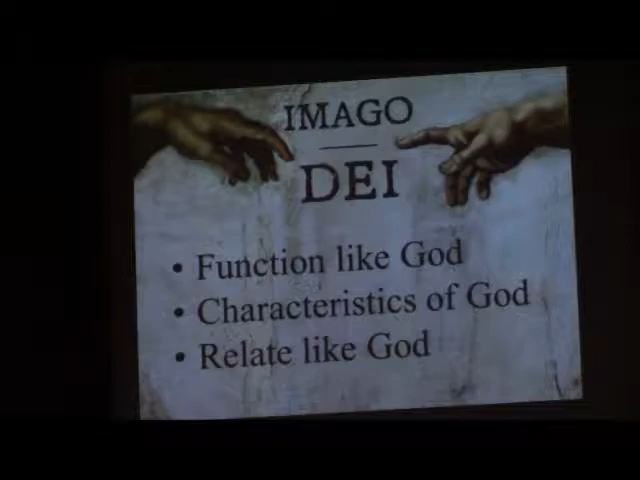 IMAGO
DEI
• Function like God
• Characteristics of God
• Relate like God